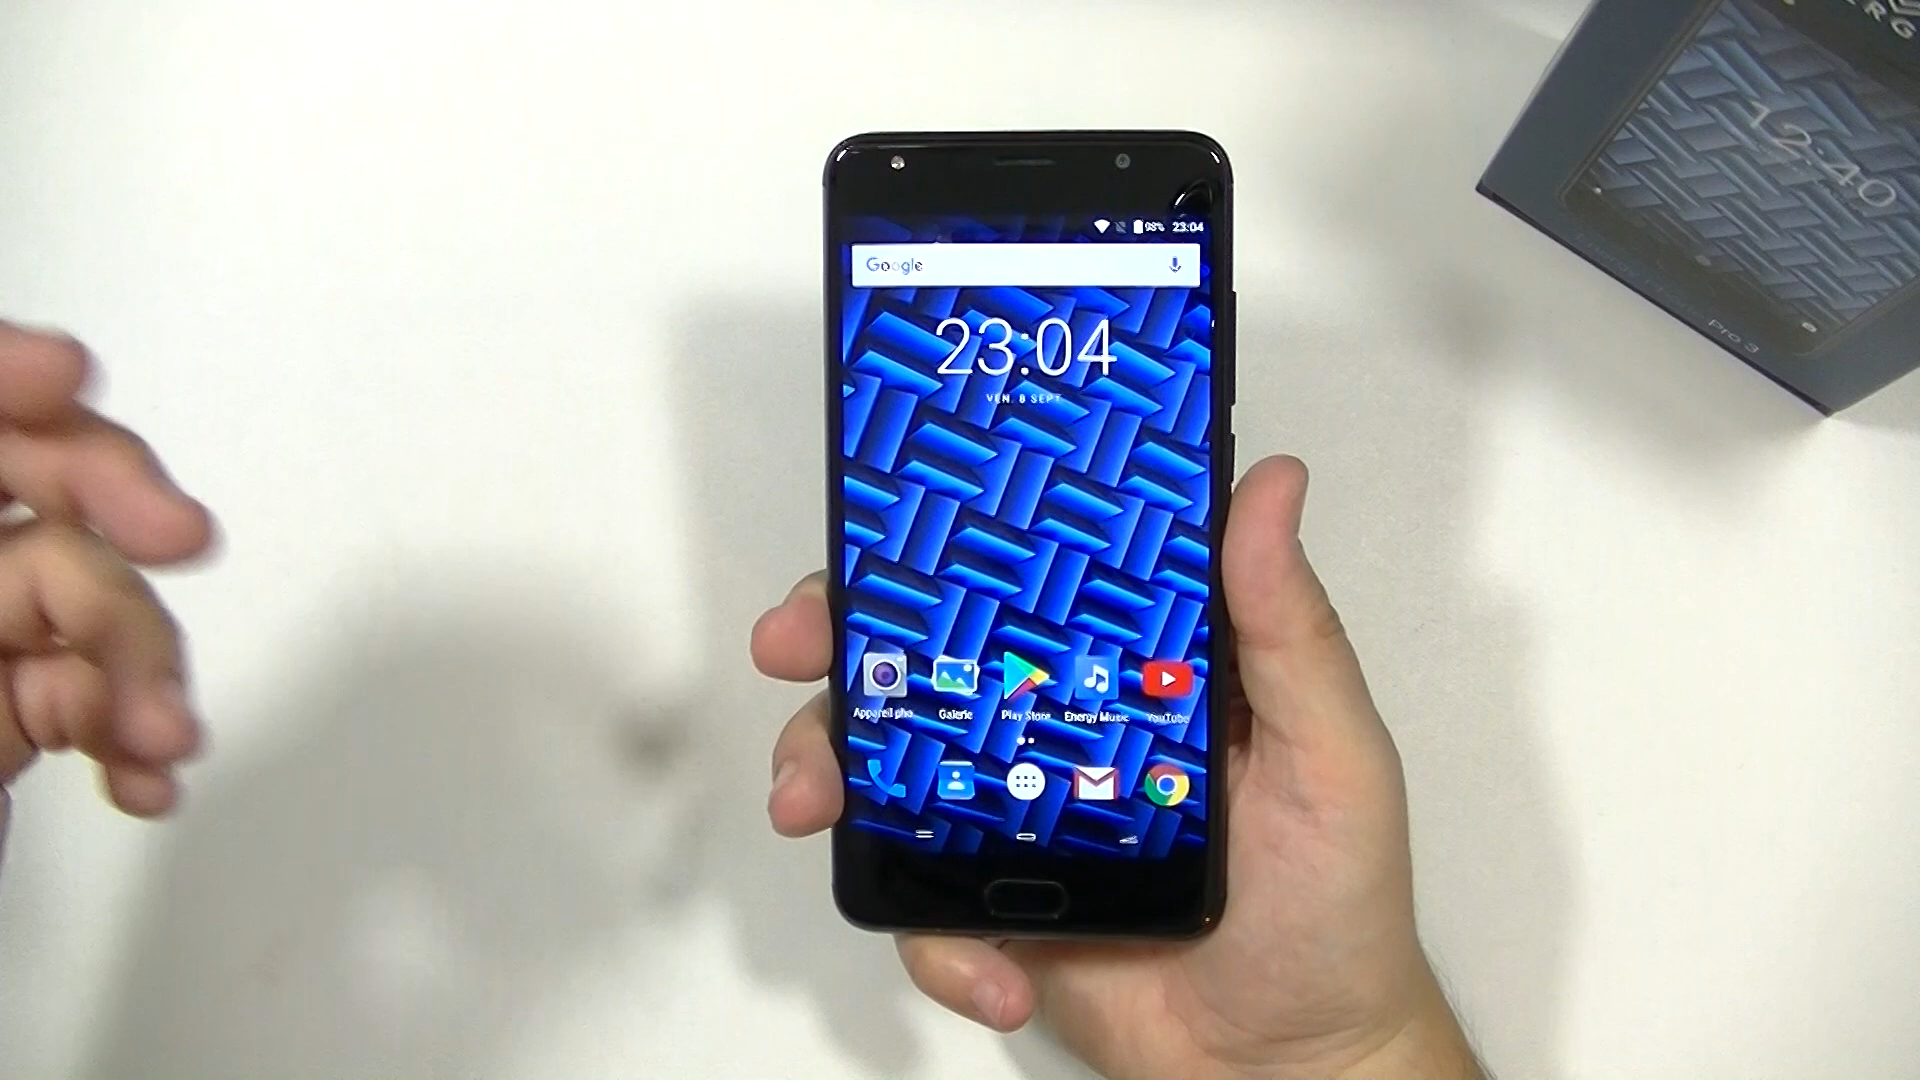 98% 23:04
Google
23:04
VEN. 8 SEPT.
Appareil pho
Galerie
Play Store
Energy Music
YouTube
12:40
Pro 3